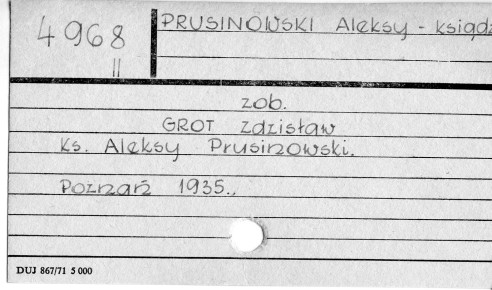 4968
II
PRUSINOWSKI Aleksy - ksiądz
zob.
GROT Zdzisław
Ks. Aleksy Prusinowski.
Poznań 1935.,
DUJ 867/71 5 000